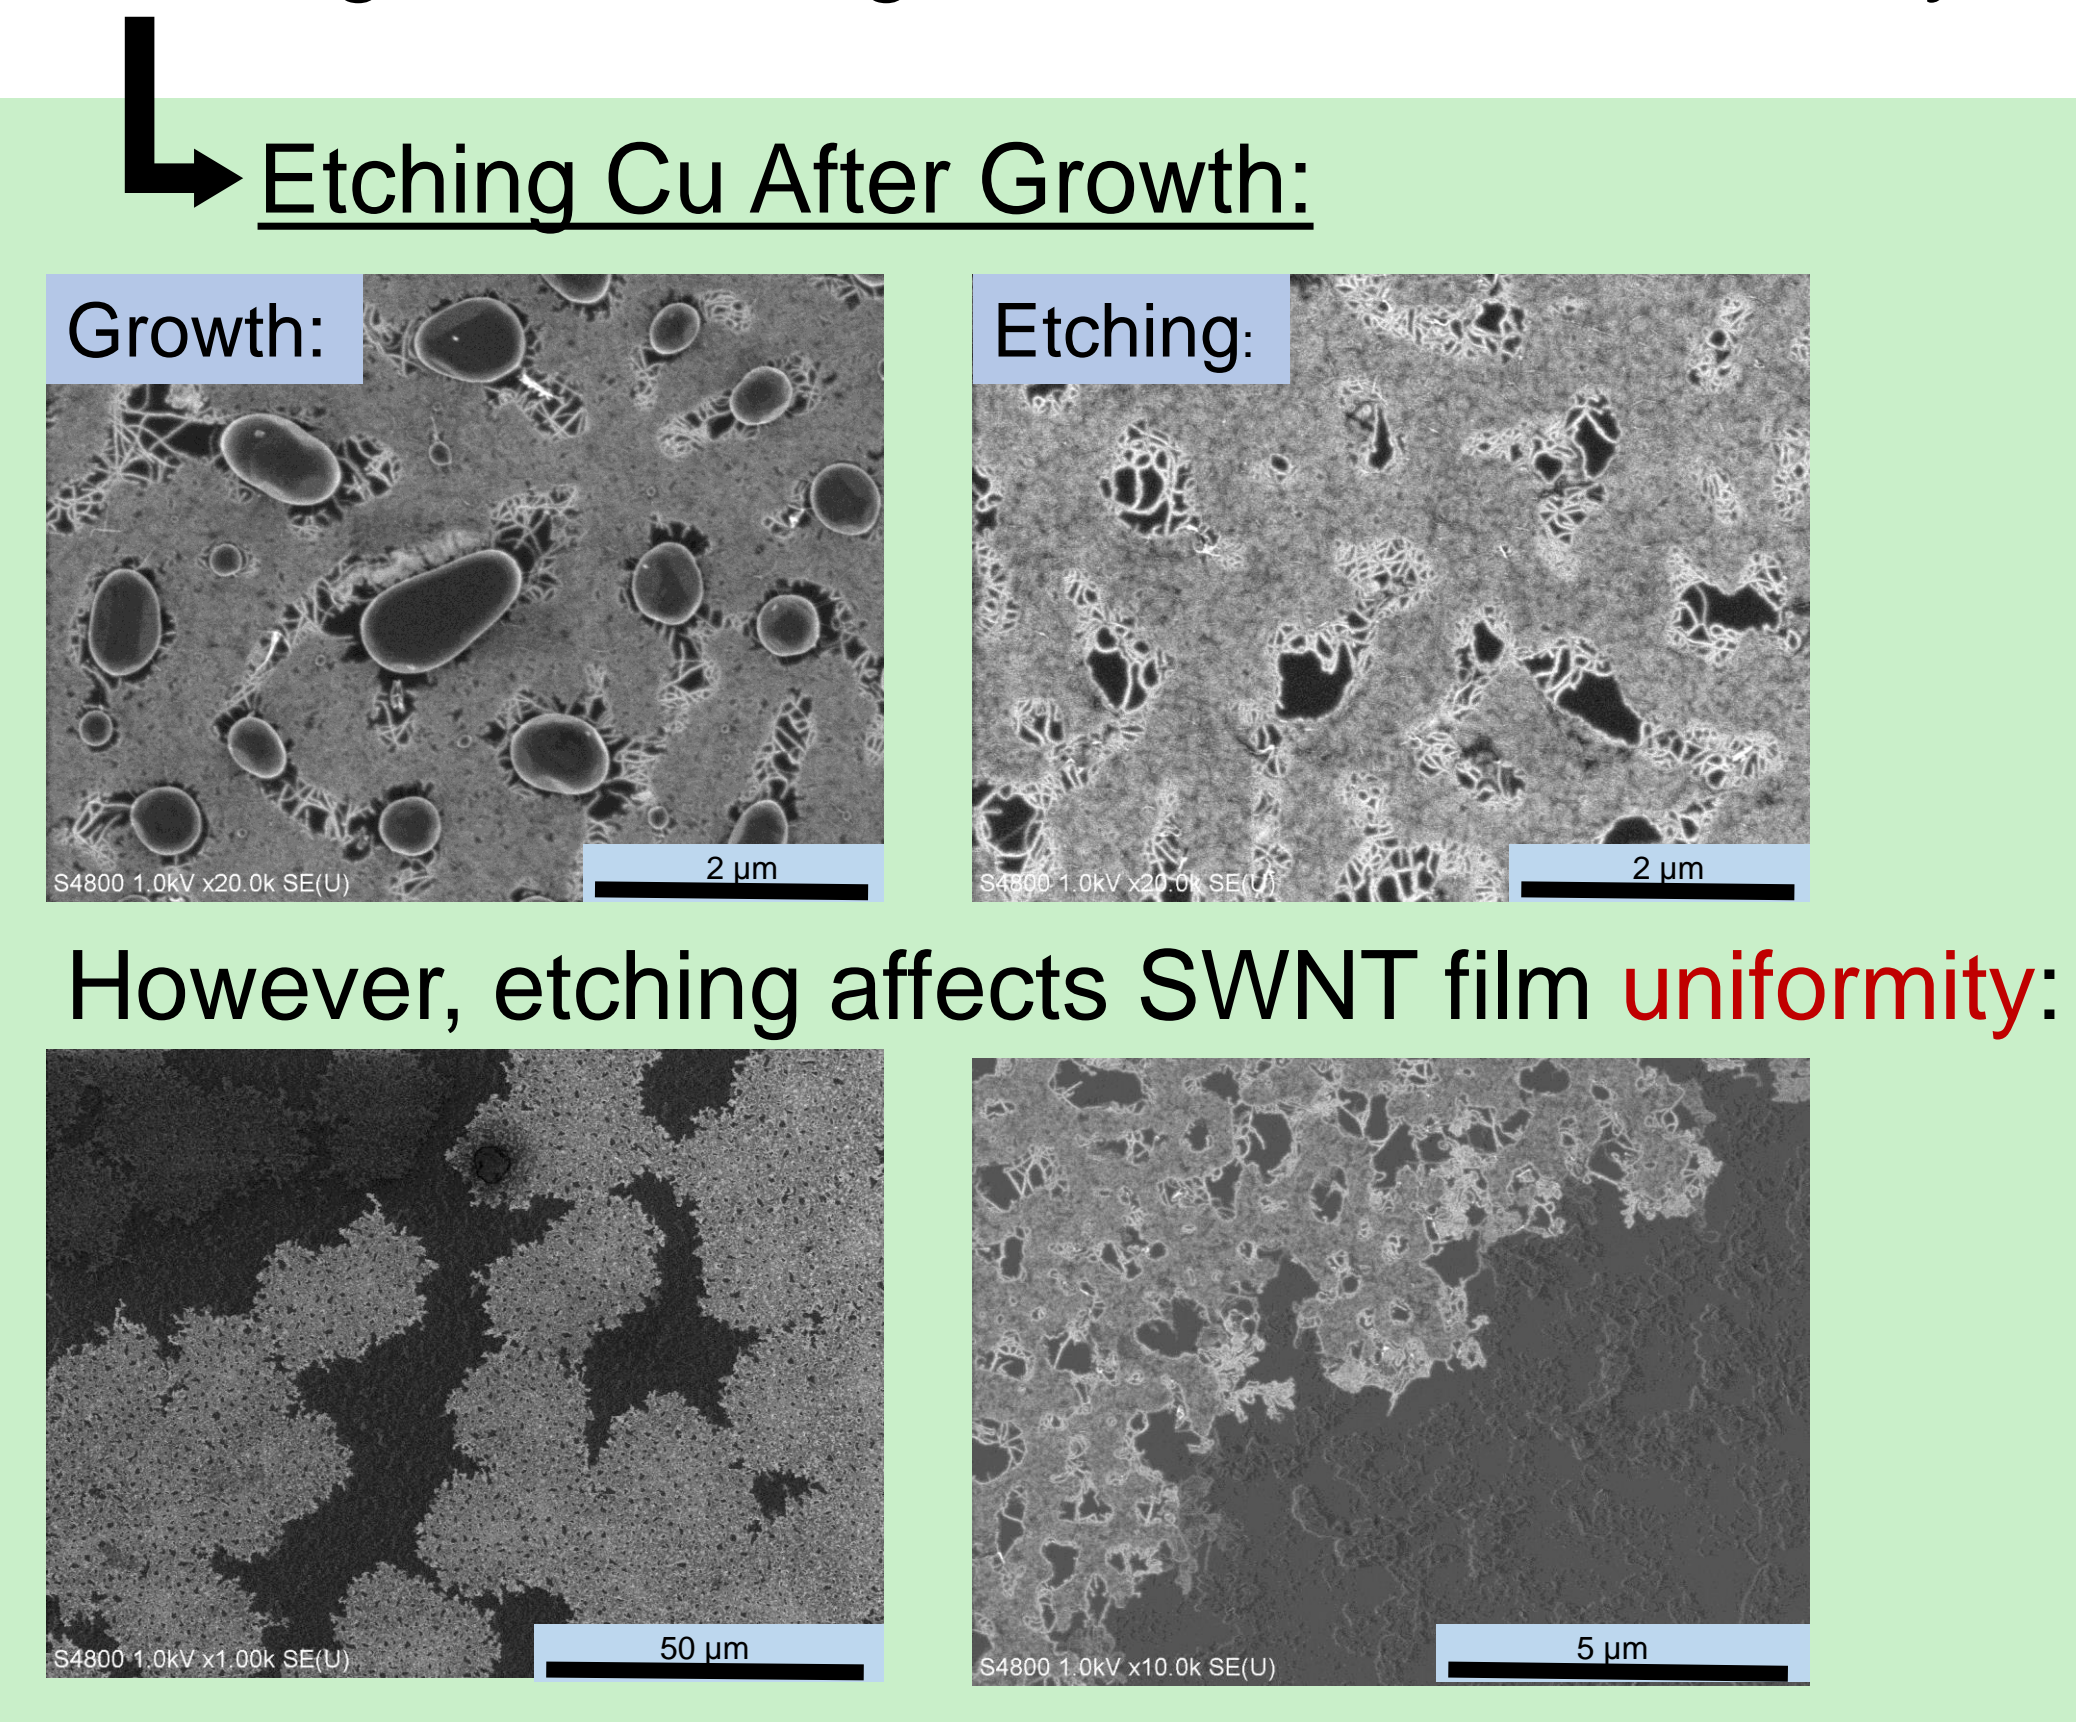 Etching Cu After Growth:
Growth:
Etching:
S4800 1.0kV x20.0k SE(U)
2 µm
S4800 1.0kV x20.0k SE(U)
2 µm
However, etching affects SWNT film uniformity:
S4800 1.0kV x1.00k SE(U)
50 µm
S4800 1.0kV x10.0k SE(U)
5 µm